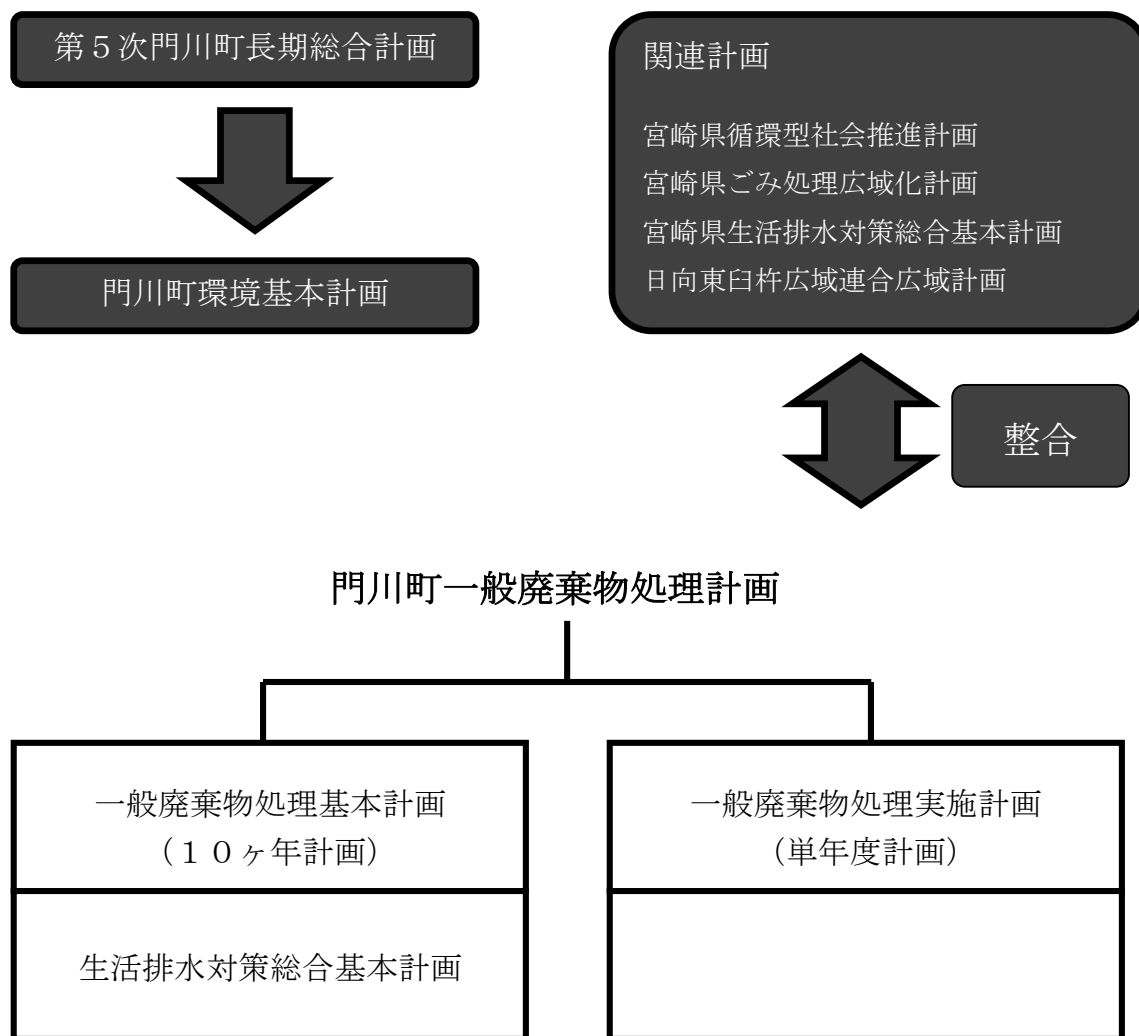 第５次門川町長期総合計画
門川町環境基本計画
関連計画
宮崎県循環型社会推進計画
宮崎県ごみ処理広域化計画
宮崎県生活排水対策総合基本計画
日向東臼杵広域連合広域計画
整合
門川町一般廃棄物処理計画
一般廃棄物処理基本計画
（１０ヶ年計画）
生活排水対策総合基本計画
一般廃棄物処理実施計画
（単年度計画）